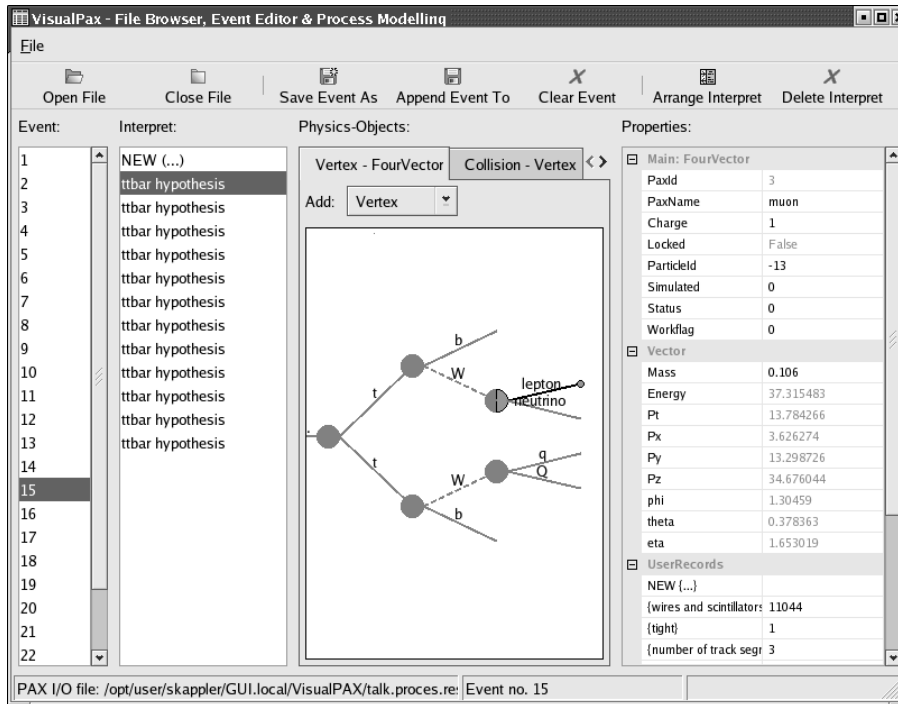 VisualPax - File Browser, Event Editor & Process Modelling
File
Open File
Close File
Save Event As
Append Event To
Clear Event
Arrange Interpret
Delete Interpret
Event:
Interpret:
Physics-Objects:
Properties:
1
2
3
4
5
6
7
8
9
10
11
12
13
14
15
16
17
18
19
20
21
22
NEW (...)
ttbar hypothesis
ttbar hypothesis
ttbar hypothesis
ttbar hypothesis
ttbar hypothesis
ttbar hypothesis
ttbar hypothesis
ttbar hypothesis
ttbar hypothesis
ttbar hypothesis
ttbar hypothesis
ttbar hypothesis
Vertex - FourVector
Collision - Vertex
Add: Vertex
b
W
t
lepton
neutrino
t
W
q
Q
b
Main: FourVector
PaxId 3
PaxName muon
Charge 1
Locked False
ParticleId -13
Simulated 0
Status 0
Workflag 0
Vector
Mass 0.106
Energy 37.315483
Pt 13.784266
Px 3.626274
Py 13.298726
Pz 34.676044
phi 1.30459
theta 0.378363
eta 1.653019
UserRecords
NEW {...}
{wires and scintillators 11044
{tight} 1
{number of track segr 3
PAX I/O file: /opt/user/skappler/GUI.local/VisualPAX/talk.proces.re
Event no. 15